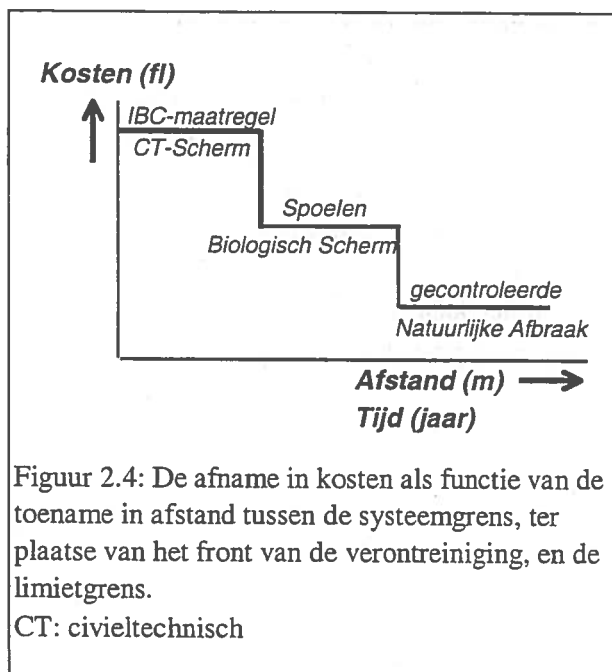 Kosten (fl)
IBC-maatregel
CT-Scherm
Spoelen
Biologisch Scherm
gecontroleerde
Natuurlijke Afbraak
Afstand (m)
Tijd (jaar)
Figuur 2.4: De afname in kosten als functie van de
toename in afstand tussen de systeemgrens, ter
plaatse van het front van de verontreiniging, en de
limietgrens.
CT: civieltechnisch